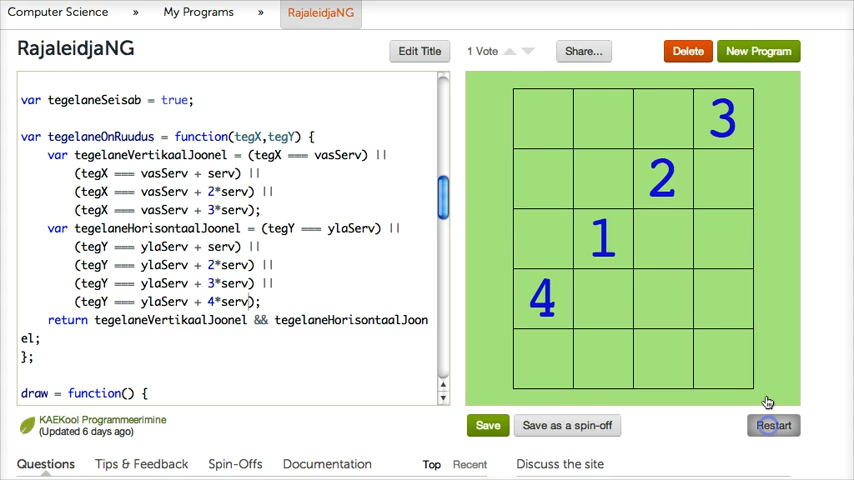 Computer Science » My Programs » RajaleidjaNG
RajaleidjaNG
Edit Title
1 Vote
Share...
Delete
New Program
var tegelaneSeisab = true;
var tegelaneOnRuudus = function(tegX,tegY) {
var tegelaneVertikaalJoonel = (tegX === vasServ) ||
(tegX === vasServ + serv) ||
(tegX === vasServ + 2*serv) ||
(tegX === vasServ + 3*serv);
var tegelaneHorisontaalJoonel = (tegY === ylaServ) ||
(tegY === ylaServ + serv) ||
(tegY === ylaServ + 2*serv) ||
(tegY === ylaServ + 3*serv) ||
(tegY === ylaServ + 4*serv);
return tegelaneVertikaalJoonel && tegelaneHorisontaalJoon
el;
};
draw = function() {
3
2
1
4
KAEKool Programmeerimine
(Updated 6 days ago)
Save
Save as a spin-off
Restart
Questions
Tips & Feedback
Spin-Offs
Documentation
Top
Recent
Discuss the site